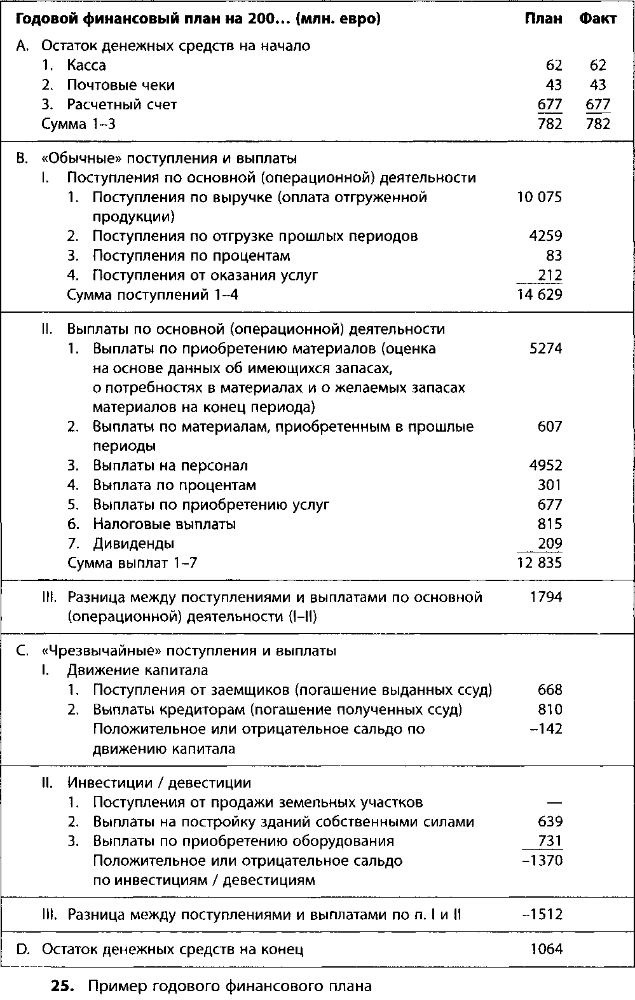 Годовой финансовый план на 200... (млн. евро) План Факт
A. Остаток денежных средств на начало
1. Касса 62 62
2. Почтовые чеки 43 43
3. Расчетный счет 677 677
Сумма 1–3 782 782
B. «Обычные» поступления и выплаты
I. Поступления по основной (операционной) деятельности
1. Поступления по выручке (оплата отгруженной 10 075
продукции)
2. Поступления по отгрузке прошлых периодов 4259
3. Поступления по процентам 83
4. Поступления от оказания услуг 212
Сумма поступлений 1–4 14 629
II. Выплаты по основной (операционной) деятельности
1. Выплаты по приобретению материалов (оценка 5274
на основе данных об имеющихся запасах,
о потребностях в материалах и о желаемых запасах
материалов на конец периода)
2. Выплаты по материалам, приобретенным в прошлые 607
периоды
3. Выплаты на персонал 4952
4. Выплата по процентам 301
5. Выплаты по приобретению услуг 677
6. Налоговые выплаты 815
7. Дивиденды 209
Сумма выплат 1–7 12 835
III. Разница между поступлениями и выплатами по основной 1794
(операционной) деятельности (I–II)
C. «Чрезвычайные» поступления и выплаты
I. Движение капитала
1. Поступления от заемщиков (погашение выданных ссуд) 668
2. Выплаты кредиторам (погашение полученных ссуд) 810
Положительное или отрицательное сальдо по –142
движению капитала
II. Инвестиции / девестиции
1. Поступления от продажи земельных участков —
2. Выплаты на постройку зданий собственными силами 639
3. Выплаты по приобретению оборудования 731
Положительное или отрицательное сальдо –1370
по инвестициям / девестициям
III. Разница между поступлениями и выплатами по п. I и II –1512
D. Остаток денежных средств на конец 1064
25. Пример годового финансового плана